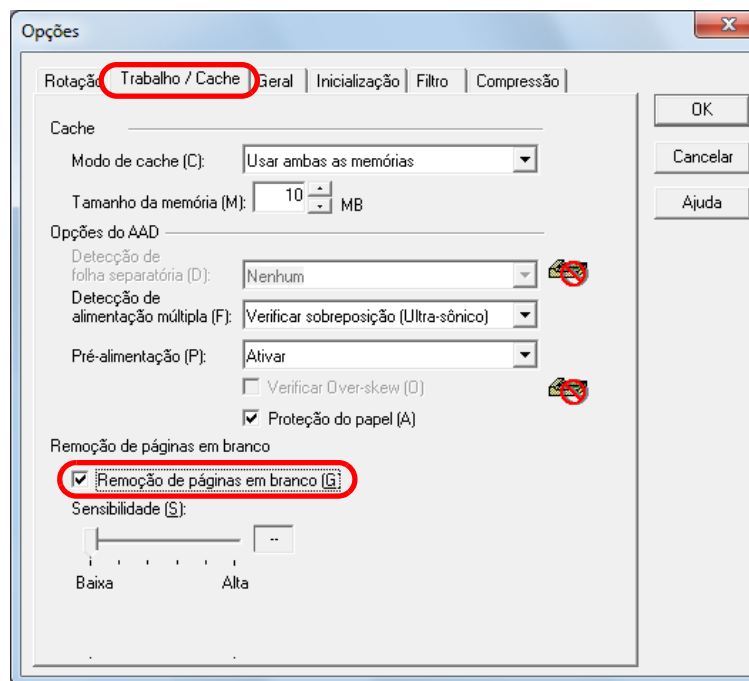 Opções
Rotação Trabalho / Cache Geral Inicialização Filtro Compressão
OK
Cancelar
Ajuda
Cache
Modo de cache (C): Usar ambas as memórias
Tamanho da memória (M): 10 MB
Opções do AAD
Detecção de
folha separatória (D): Nenhum
Detecção de
alimentação múltipla (F): Verificar sobreposição (Ultra-sônico)
Pré-alimentação (P): Ativar
Verificar Over-skew (O)
Proteção do papel (A)
Remoção de páginas em branco
Remoção de páginas em branco (G)
Sensibilidade (S):
--
Baixa Alta